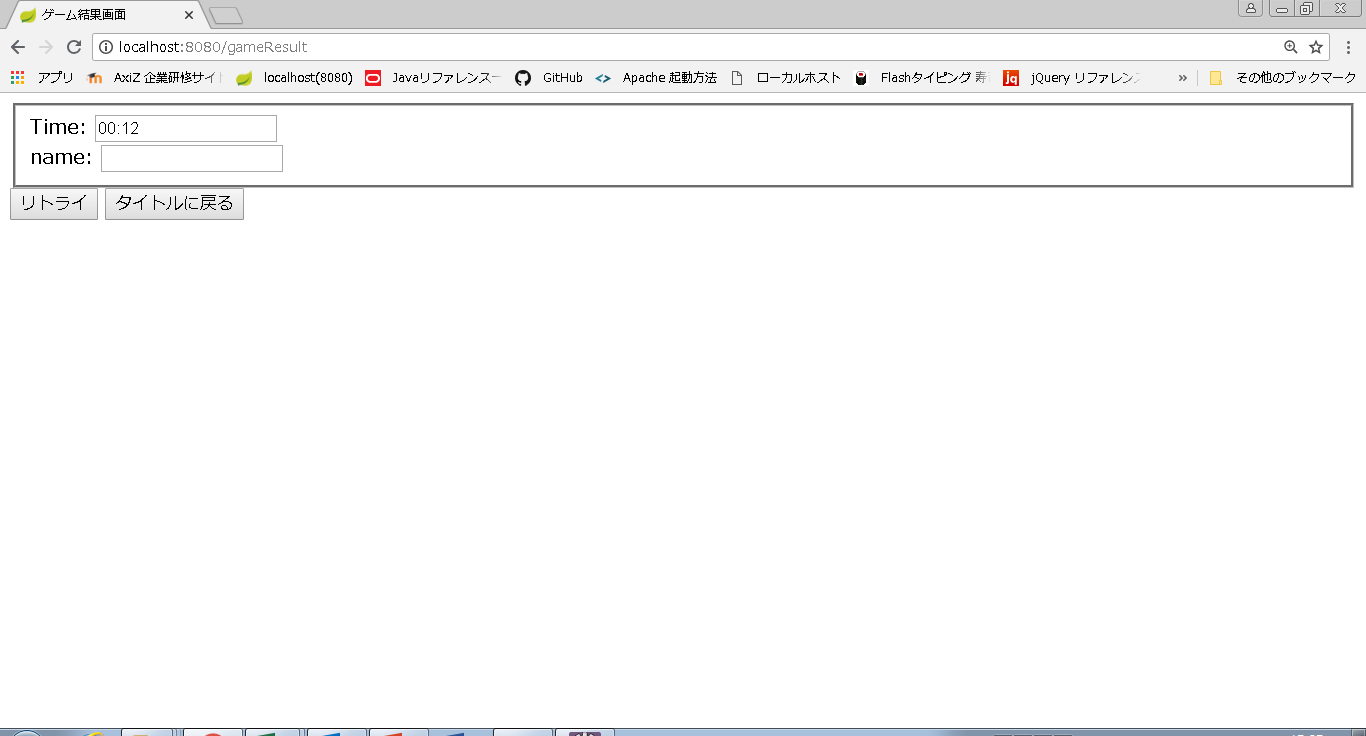 ゲーム結果画面
localhost:8080/gameResult
アプリ AxiZ 企業研修サイト localhost(8080) Javaリファレンス GitHub Apache 起動方法 ローカルホスト Flashタイピング 寿 jq jQuery リファレン » その他のブックマーク
Time: 00:12
name:
リトライ タイトルに戻る